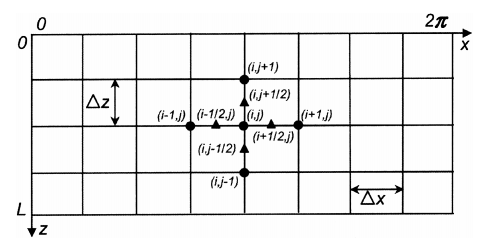 0 2π
0 x
(i,j+1)
Δz (i,j+1/2)
(i-1,j) (i-1/2,j) (i,j) (i+1,j)
(i,j-1/2) (i+1/2,j)
(i,j-1)
Δx
L
z